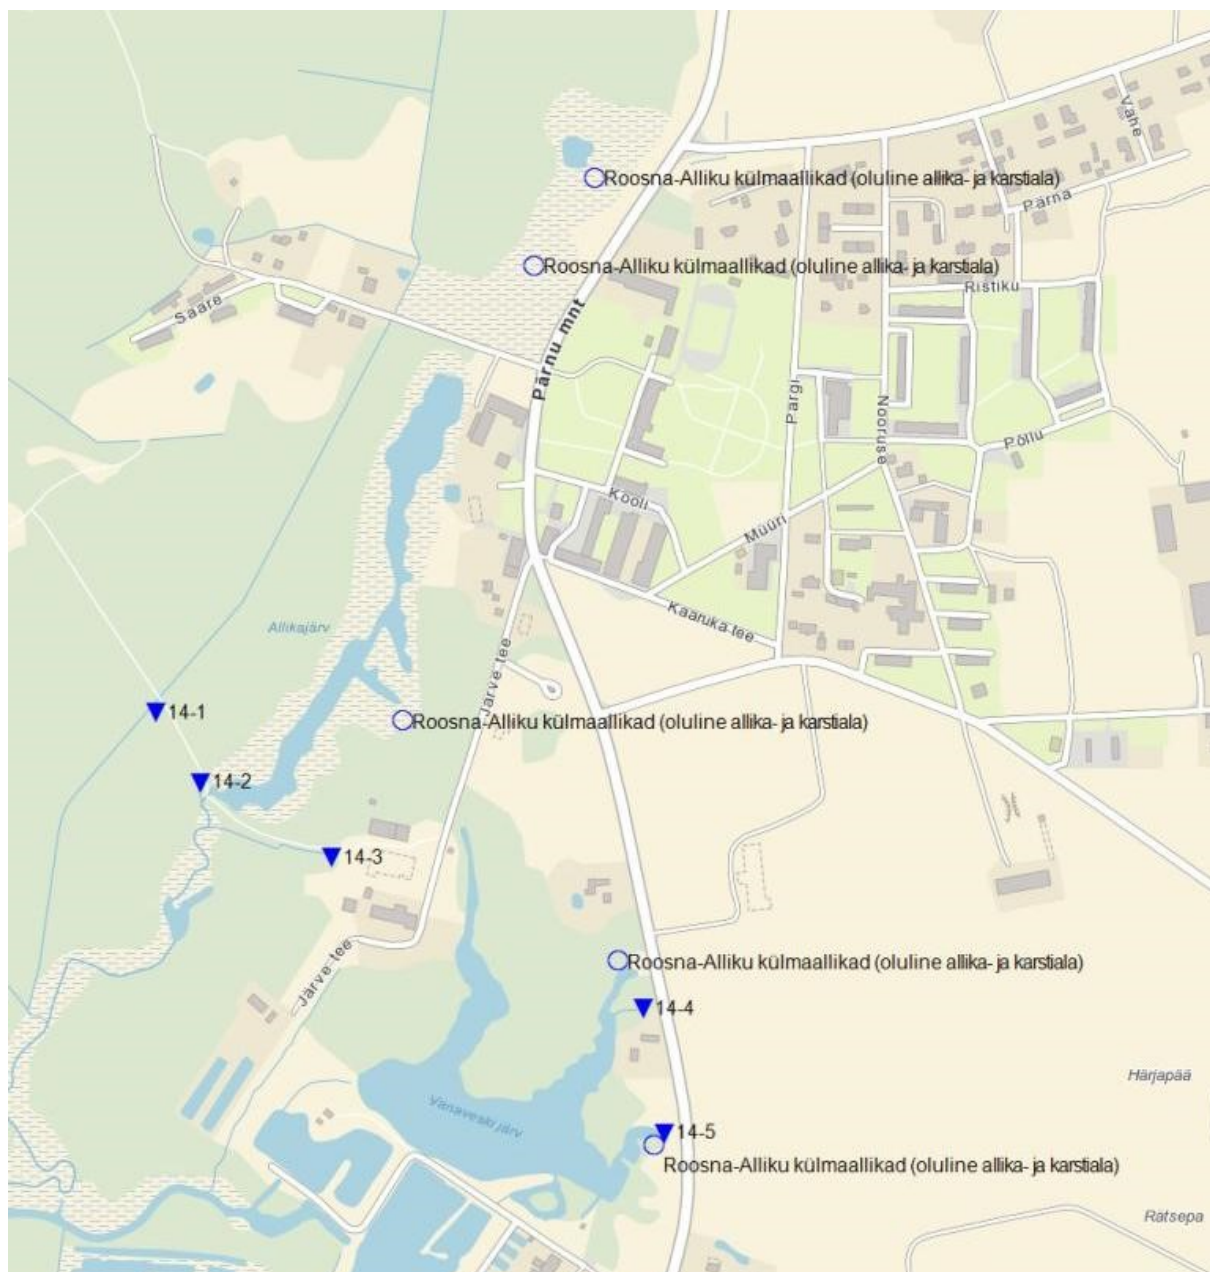 Vahe
Roosna-Alliku külmaallikad (oluline allika- ja karstiala)
Pärna
Roosna-Alliku külmaallikad (oluline allika- ja karstiala)
Ristiku
Saare
Pärnu mnt
Pargi
Nooruse
Põllu
Kooli
Müüri
Kaaruka tee
Allikajärv
Järve tee
14-1
Roosna-Alliku külmaallikad (oluline allika- ja karstiala)
14-2
14-3
Järve tee
Roosna-Alliku külmaallikad (oluline allika- ja karstiala)
14-4
Härjapää
Vanaveski järv
14-5
Roosna-Alliku külmaallikad (oluline allika- ja karstiala)
Rätsepa